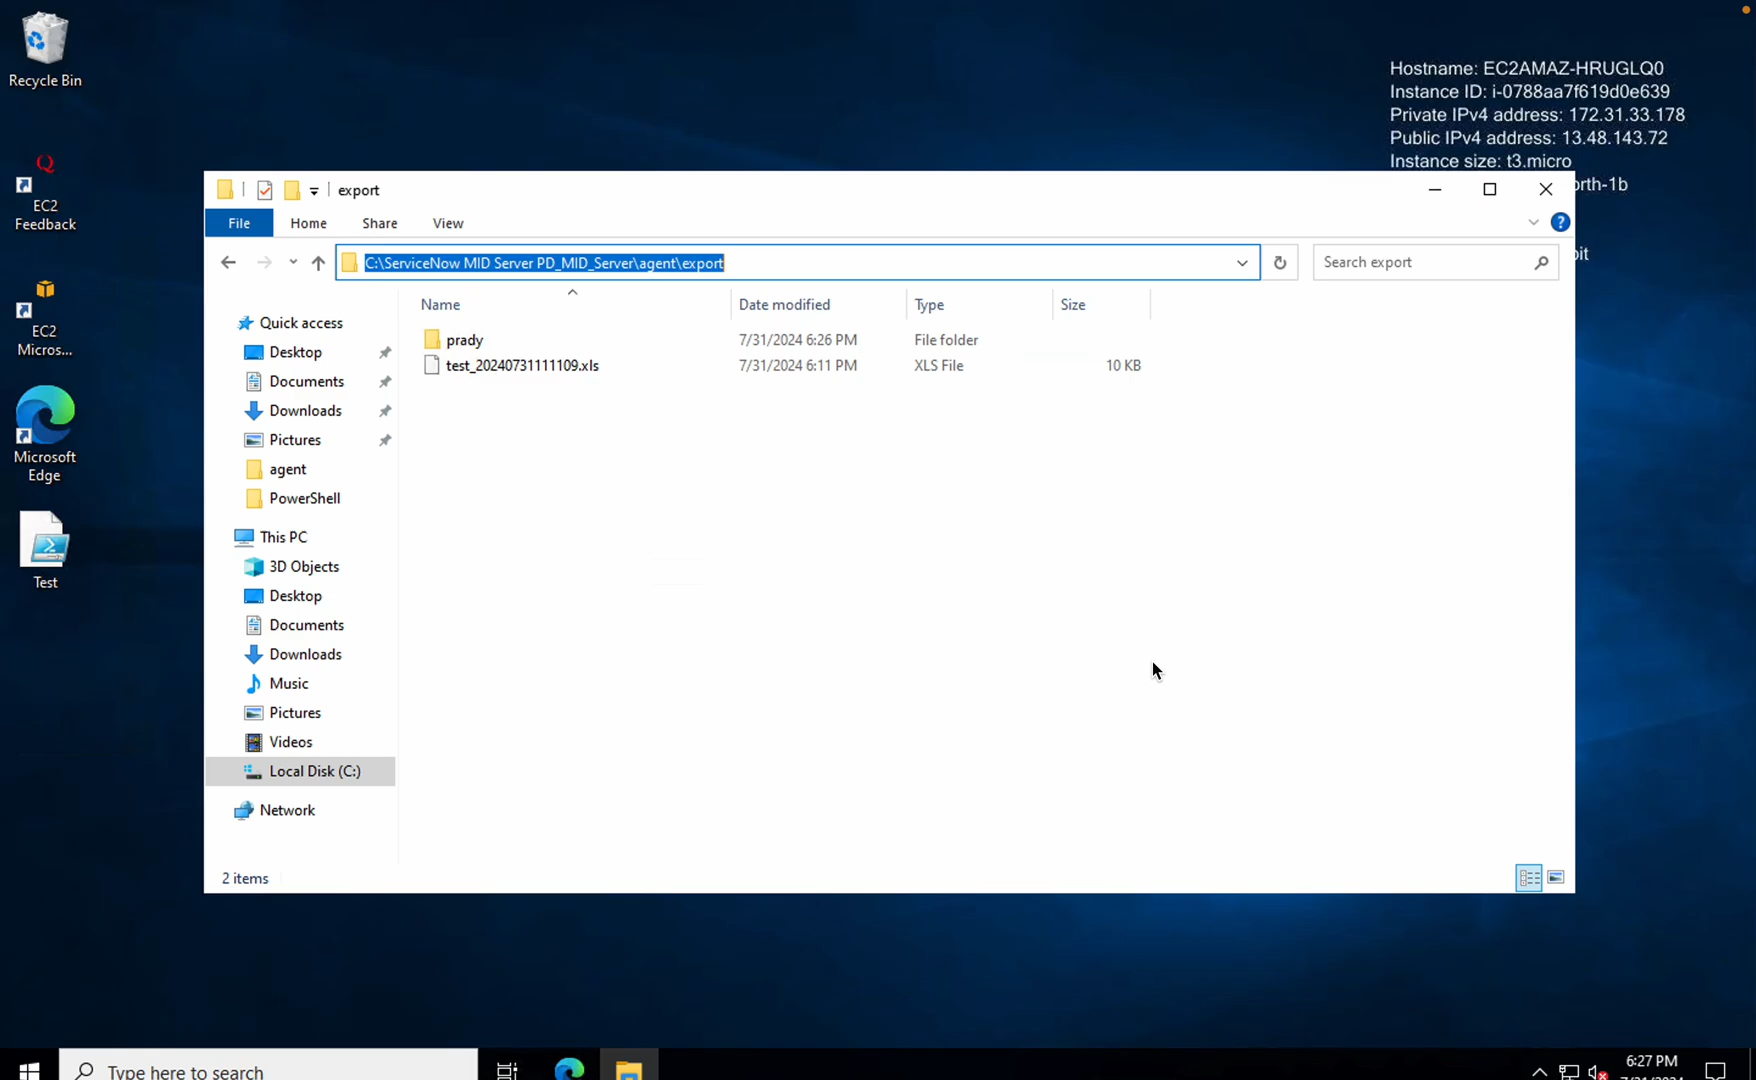 Recycle Bin
EC2
Feedback
EC2
Micros...
Microsoft
Edge
Test
Hostname: EC2AMAZ-HRUGLQ0
Instance ID: i-0788aa7f619d0e639
Private IPv4 address: 172.31.33.178
Public IPv4 address: 13.48.143.72
Instance size: t3.micro
orth-1b
bit
export
File Home Share View
C:\ServiceNow MID Server PD_MID_Server\agent\export
Search export
Name Date modified Type Size
prady 7/31/2024 6:26 PM File folder
test_20240731111109.xls 7/31/2024 6:11 PM XLS File 10 KB
Quick access
Desktop
Documents
Downloads
Pictures
agent
PowerShell
This PC
3D Objects
Desktop
Documents
Downloads
Music
Pictures
Videos
Local Disk (C:)
Network
2 items
Type here to search
6:27 PM